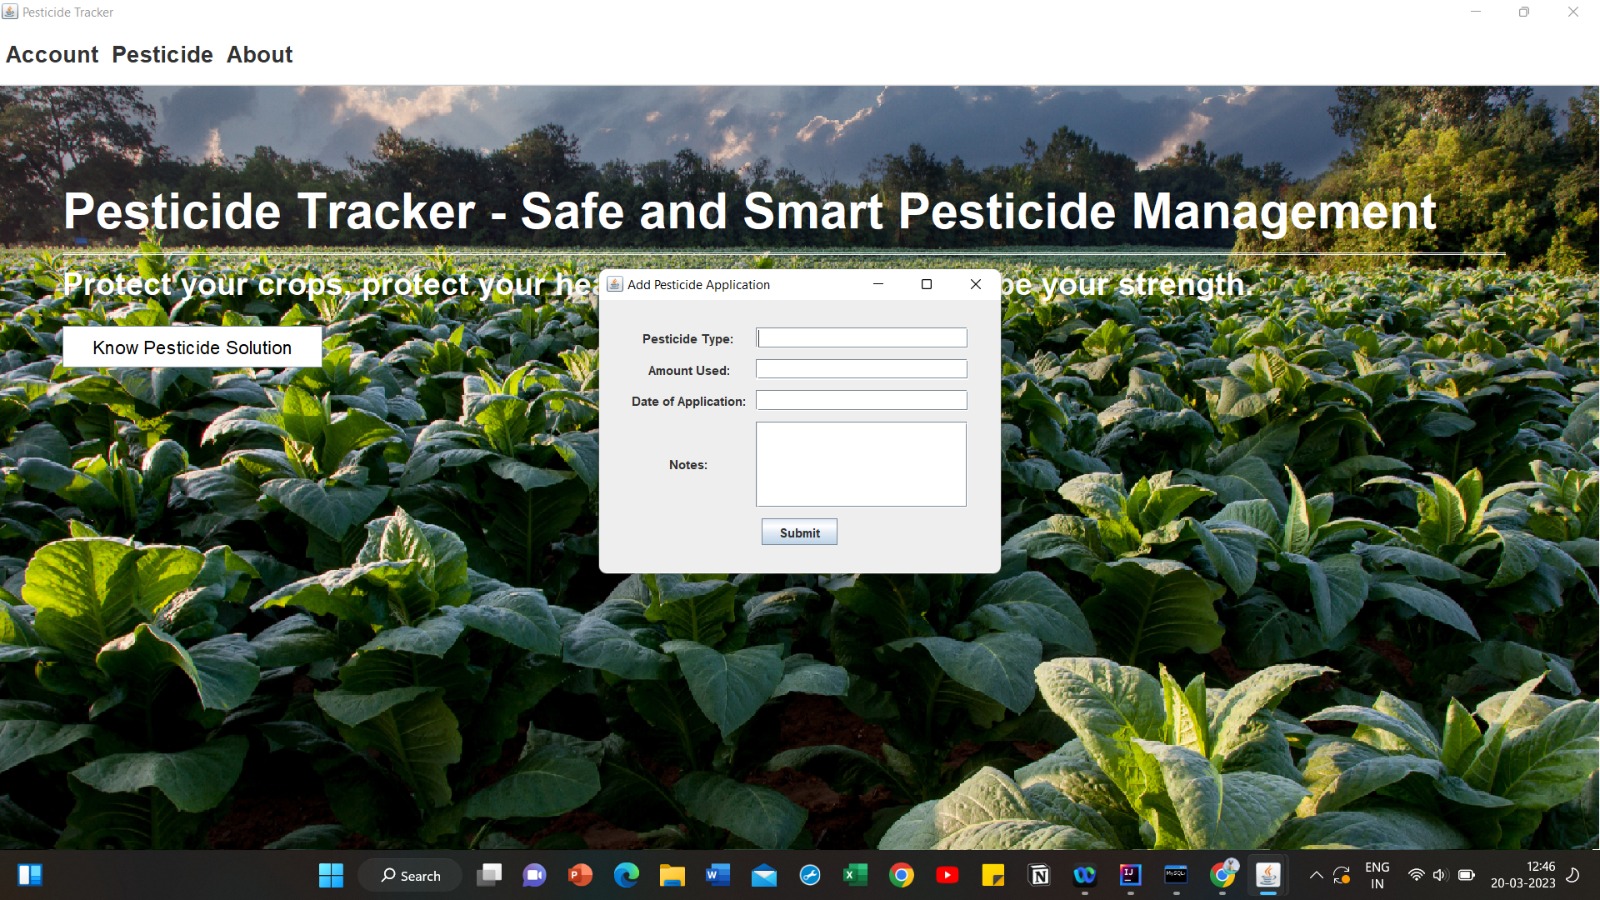 Pesticide Tracker
Account Pesticide About
Pesticide Tracker - Safe and Smart Pesticide Management
Protect your crops, protect your he
be your strength.
Know Pesticide Solution
Add Pesticide Application
Pesticide Type:
Amount Used:
Date of Application:
Notes:
Submit
Search
ENG
IN
12:46
20-03-2023